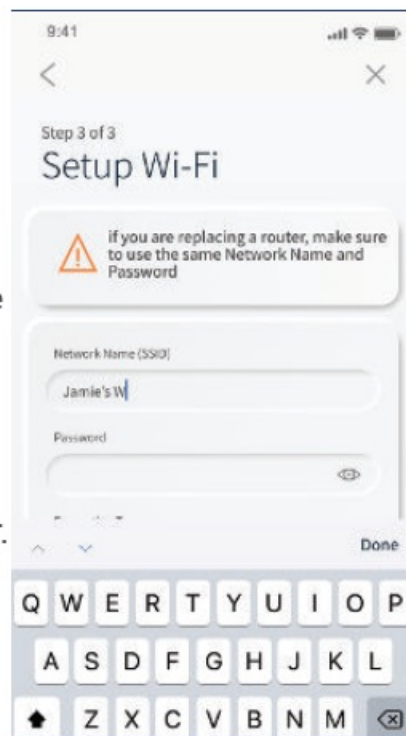 9:41
Step 3 of 3
Setup Wi-Fi
if you are replacing a router, make sure
to use the same Network Name and
Password
Network Name (SSID)
Jamie's W
Password
Done
Q W E R T Y U I O P
A S D F G H J K L
Z X C V B N M